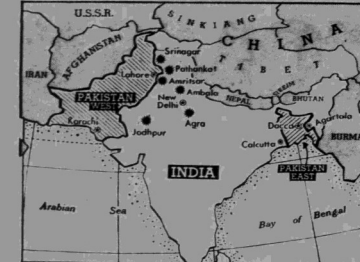 U.S.S.R.
SINKIANG
CHINA
AFGHANISTAN
Srinagar
TIBET
IRAN
Pathankot
Lahore
Amritsar
Ambala
PAKISTAN
WEST
New
Delhi
NEPAL
SIKKIM
BHUTAN
Karachi
Agra
Dacca
Agartala
Jodhpur
BURMA
Calcutta
INDIA
PAKISTAN
EAST
Arabian Sea
Bay of Bengal